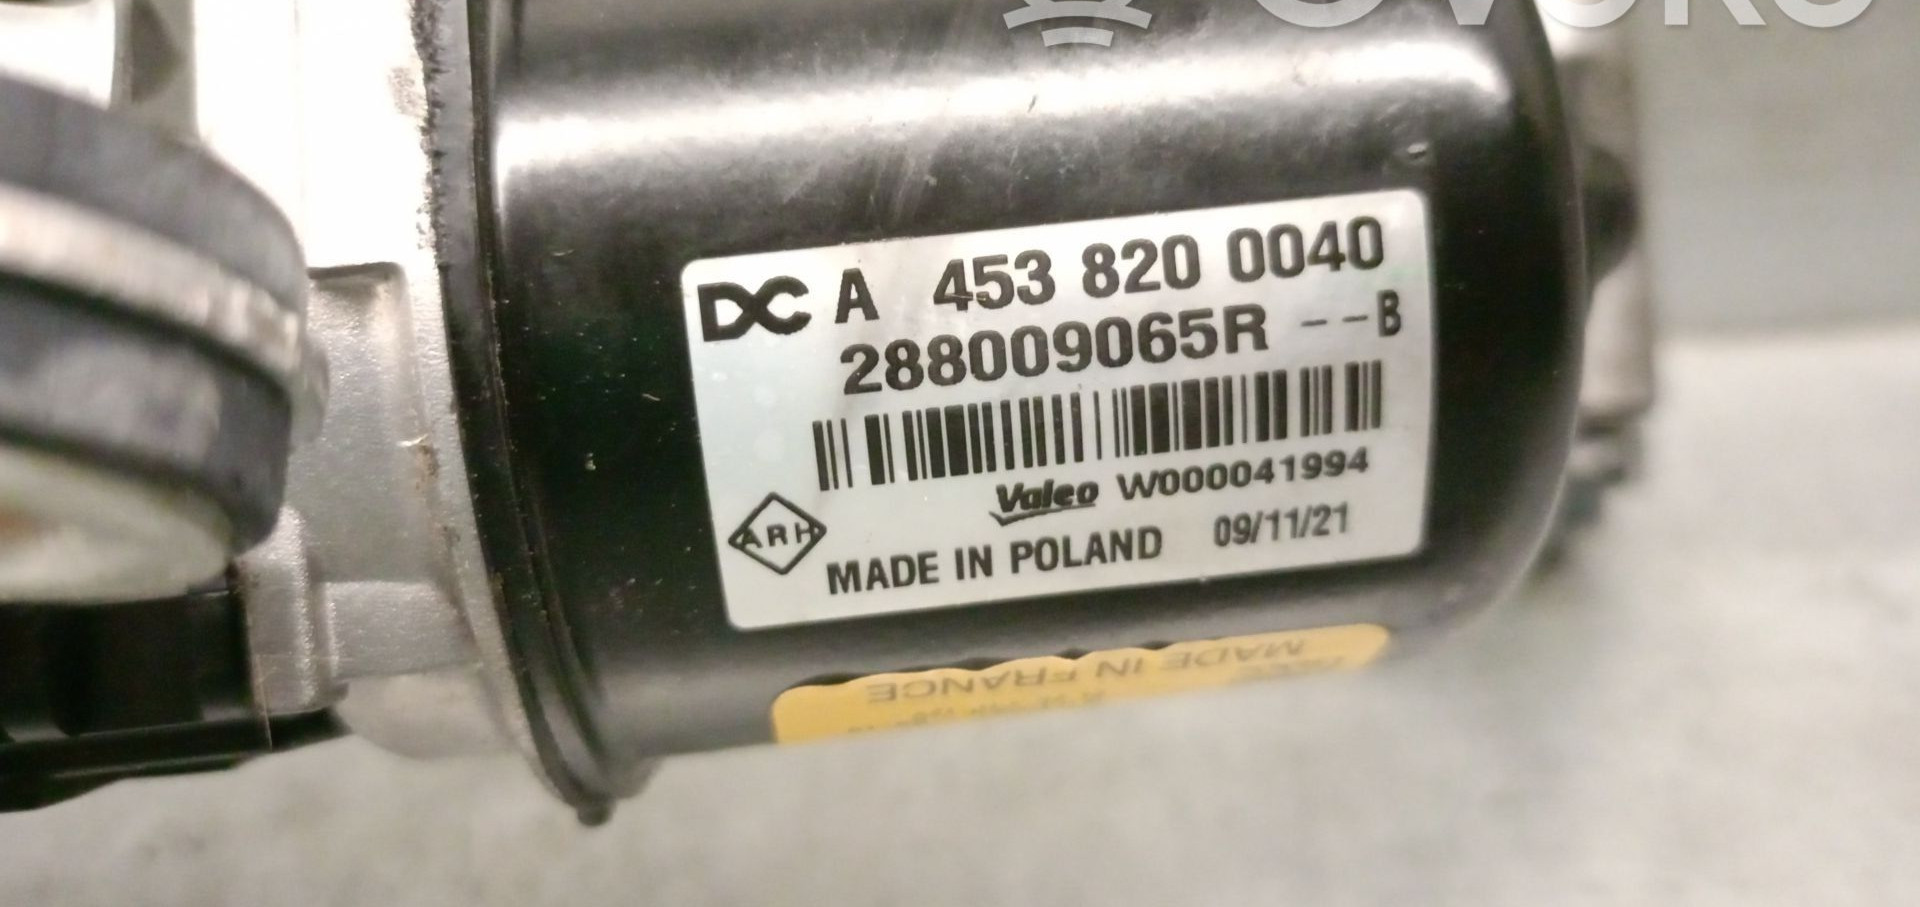 DC A 453 820 0040
288009065R --B
Valeo W000041994
ARH
MADE IN POLAND 09/11/21
MADE IN FRANCE